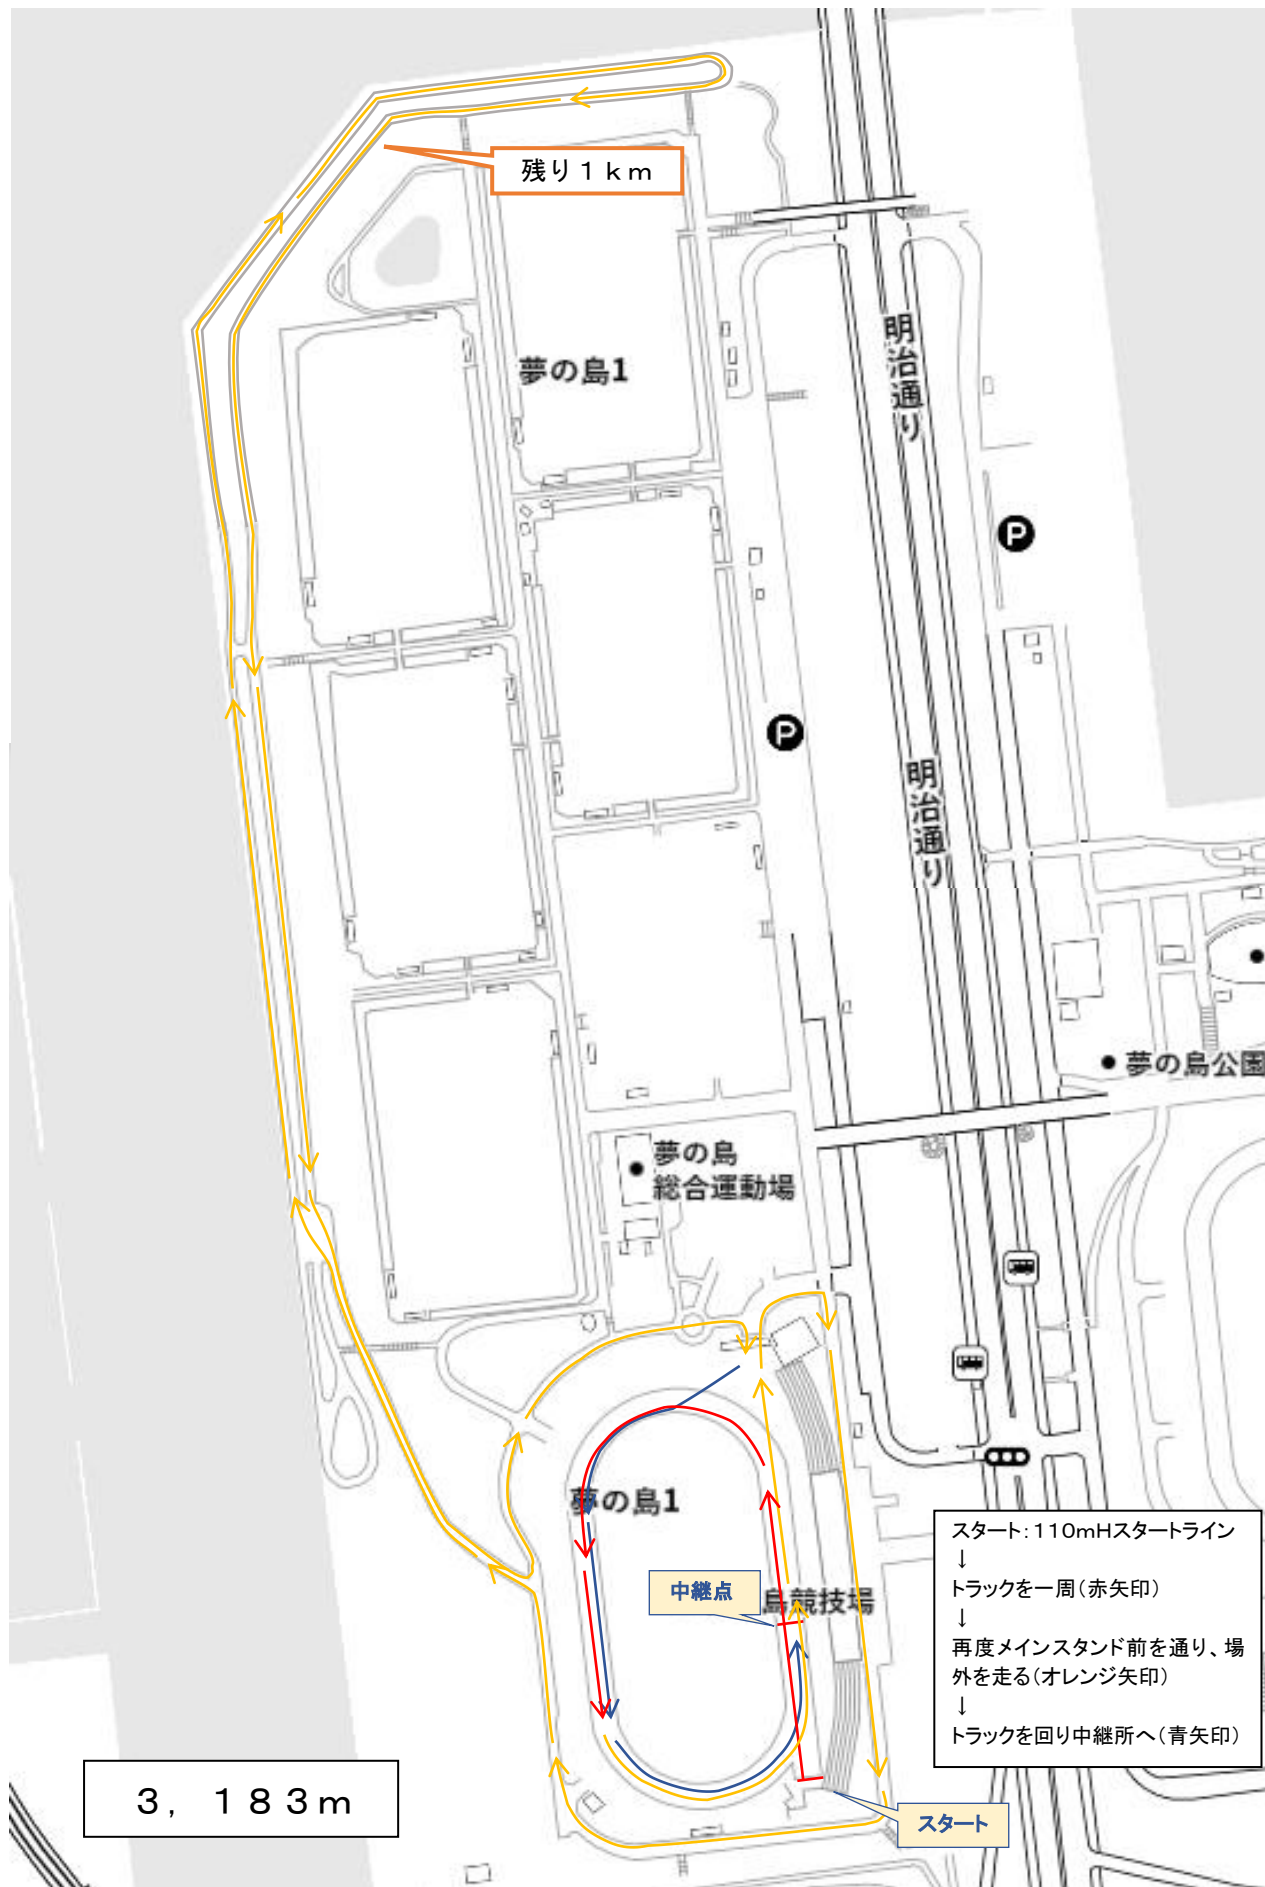 残り１ｋｍ
夢の島1
明治通り
P
P
明治通り
夢の島公園
夢の島
総合運動場
夢の島1
中継点
島競技場
スタート：110mHスタートライン
↓
トラックを一周（赤矢印）
↓
再度メインスタンド前を通り、場
外を走る（オレンジ矢印）
↓
トラックを回り中継所へ（青矢印）
３，１８３ｍ
スタート